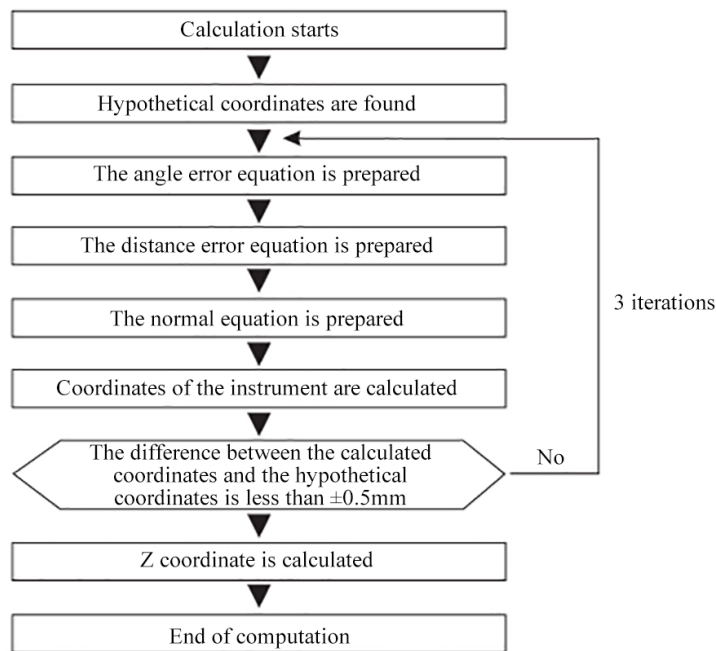 Calculation starts
Hypothetical coordinates are found
The angle error equation is prepared
The distance error equation is prepared
The normal equation is prepared
3 iterations
Coordinates of the instrument are calculated
The difference between the calculated
coordinates and the hypothetical
coordinates is less than ±0.5mm
No
Z coordinate is calculated
End of computation